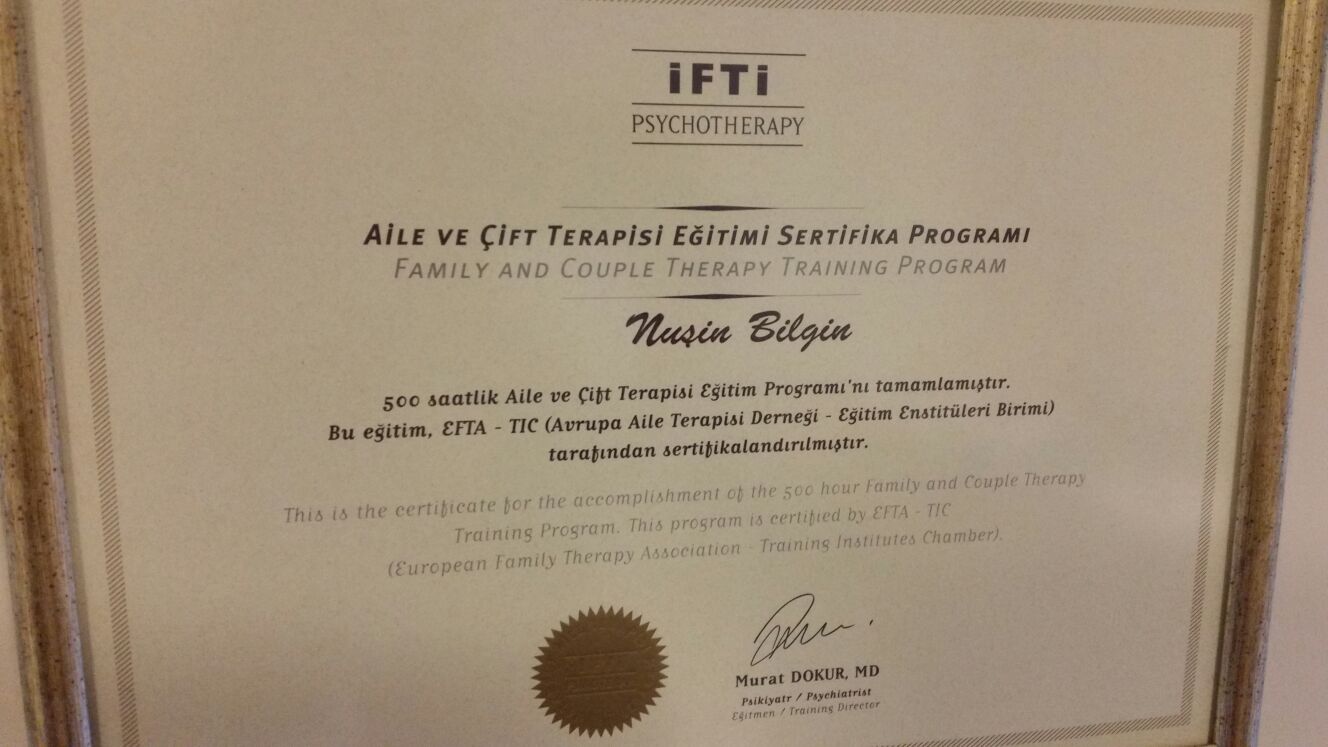 iFTi
PSYCHOTHERAPY
AİLE VE ÇİFT TERAPİSİ EĞİTİMİ SERTİFİKA PROGRAMI
FAMILY AND COUPLE THERAPY TRAINING PROGRAM
Nuşin Bilgin
500 saatlik Aile ve Çift Terapisi Eğitim Programı'nı tamamlamıştır.
Bu eğitim, EFTA - TIC (Avrupa Aile Terapisi Derneği - Eğitim Enstitüleri Birimi)
tarafından sertifikalandırılmıştır.
This is the certificate for the accomplishment of the 500 hour Family and Couple Therapy
Training Program. This program is certified by EFTA - TIC
(European Family Therapy Association - Training Institutes Chamber).
Murat DOKUR, MD
Psikiyatr / Psychiatrist
Eğitmen / Training Director